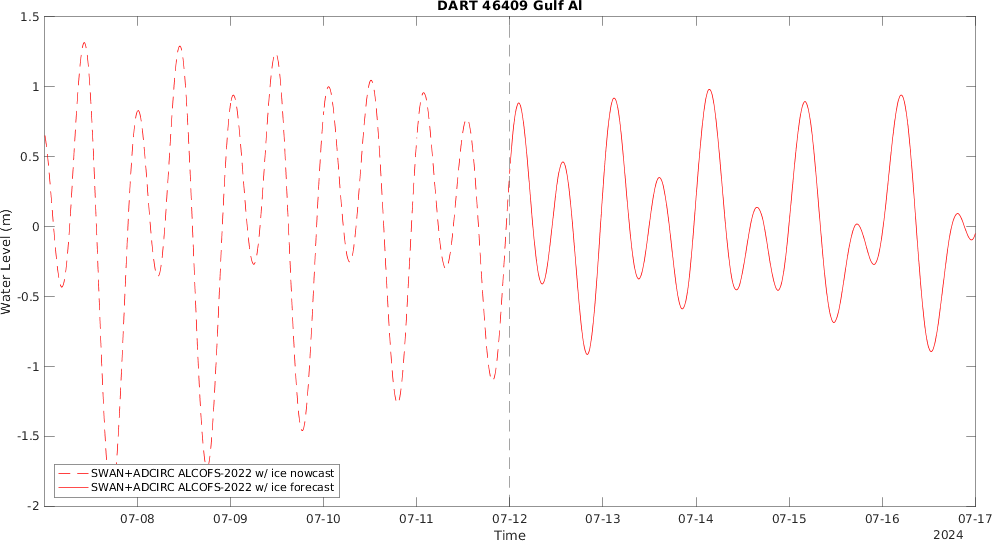 DART 46409 Gulf Al
1.5
1
0.5
0
-0.5
-1
-1.5
-2
Water Level (m)
SWAN+ADCIRC ALCOFS-2022 w/ ice nowcast
SWAN+ADCIRC ALCOFS-2022 w/ ice forecast
07-08 07-09 07-10 07-11 07-12 07-13 07-14 07-15 07-16 07-17
Time
2024